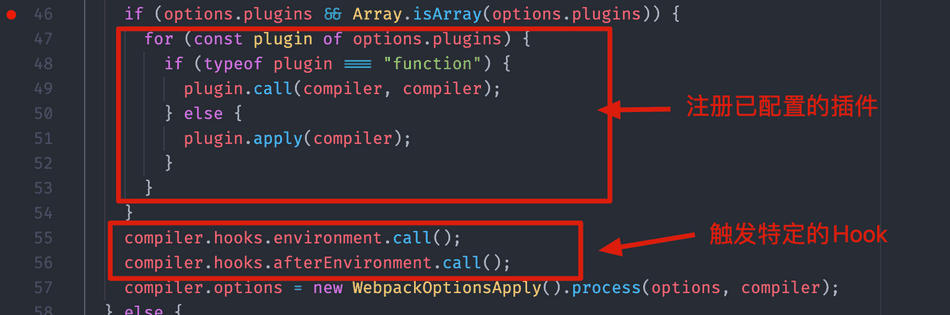 46 if (options.plugins && Array.isArray(options.plugins)) {
47 for (const plugin of options.plugins) {
48 if (typeof plugin === "function") {
49 plugin.call(compiler, compiler);
50 } else {
51 plugin.apply(compiler);
52 }
53 }
54 }
55 compiler.hooks.environment.call();
56 compiler.hooks.afterEnvironment.call();
57 compiler.options = new WebpackOptionsApply().process(options, compiler);
58 } else {
注册已配置的插件
触发特定的Hook